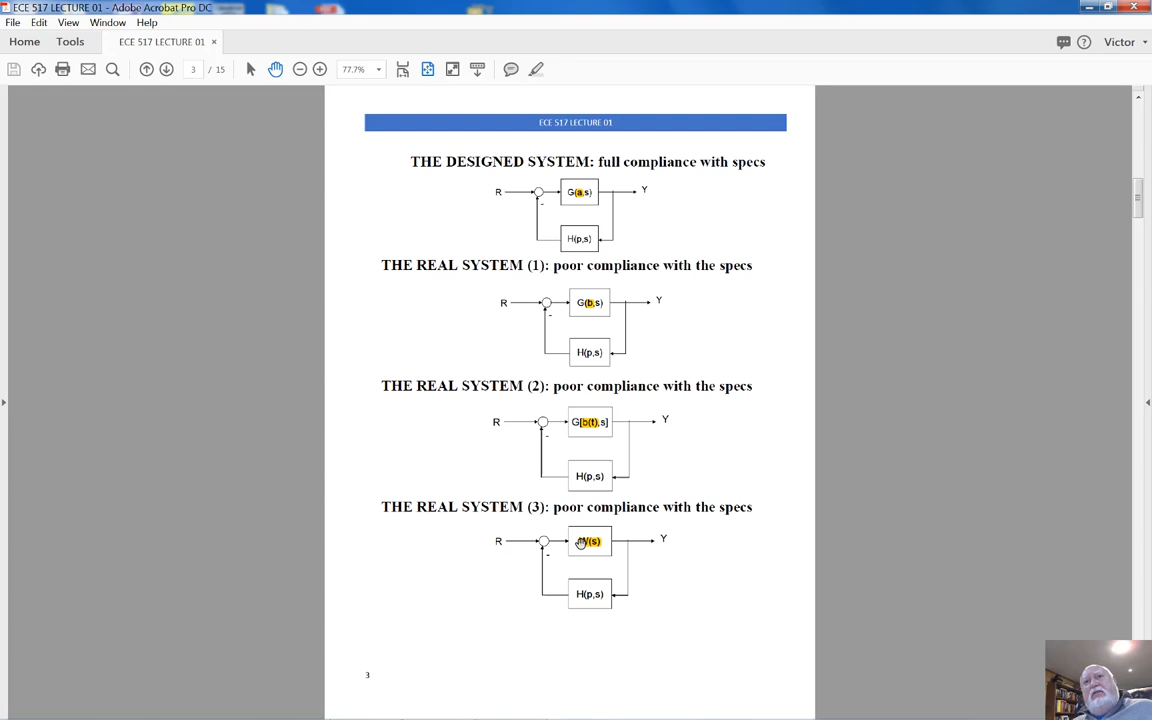 ECE 517 LECTURE 01 - Adobe Acrobat Pro DC
File Edit View Window Help
Home Tools ECE 517 LECTURE 01 × Victor
3 / 15 77.7%
ECE 517 LECTURE 01
THE DESIGNED SYSTEM: full compliance with specs
R G(a,s) Y
-
H(p,s)
THE REAL SYSTEM (1): poor compliance with the specs
R G(b,s) Y
-
H(p,s)
THE REAL SYSTEM (2): poor compliance with the specs
R G[b(t),s] Y
-
H(p,s)
THE REAL SYSTEM (3): poor compliance with the specs
R (s) Y
-
H(p,s)
3